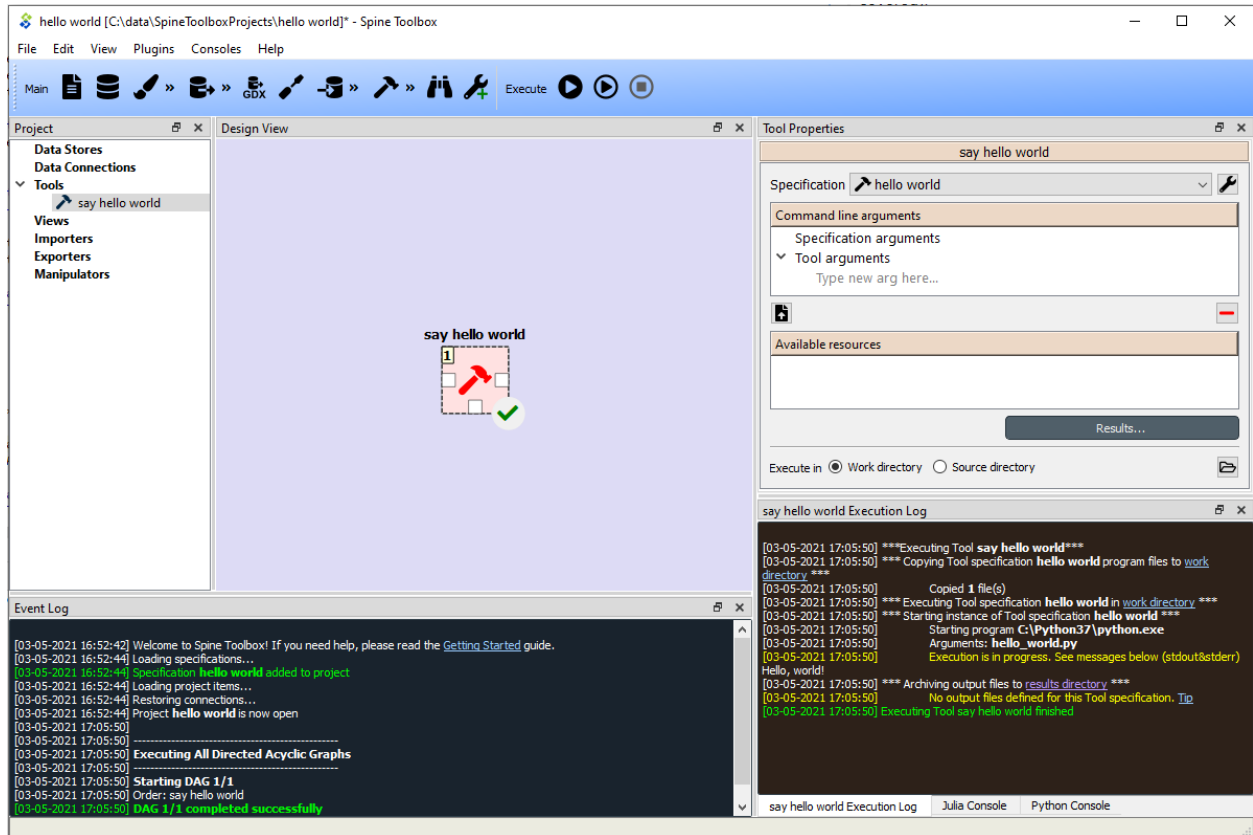 hello world [C:\data\SpineToolboxProjects\hello world]* - Spine Toolbox
File Edit View Plugins Consoles Help
Main GDX Execute
Project
Data Stores
Data Connections
Tools
say hello world
Views
Importers
Exporters
Manipulators
Design View
say hello world
1
Tool Properties
say hello world
Specification hello world
Command line arguments
Specification arguments
Tool arguments
Type new arg here...
Available resources
Results...
Execute in Work directory Source directory
Event Log
[03-05-2021 16:52:42] Welcome to Spine Toolbox! If you need help, please read the Getting Started guide.
[03-05-2021 16:52:44] Loading specifications...
[03-05-2021 16:52:44] Specification hello world added to project
[03-05-2021 16:52:44] Loading project items...
[03-05-2021 16:52:44] Restoring connections...
[03-05-2021 16:52:44] Project hello world is now open
[03-05-2021 17:05:50]
[03-05-2021 17:05:50] -------------------------------------------------
[03-05-2021 17:05:50] Executing All Directed Acyclic Graphs
[03-05-2021 17:05:50] -------------------------------------------------
[03-05-2021 17:05:50] Starting DAG 1/1
[03-05-2021 17:05:50] Order: say hello world
[03-05-2021 17:05:50] DAG 1/1 completed successfully
say hello world Execution Log
[03-05-2021 17:05:50] ***Executing Tool say hello world***
[03-05-2021 17:05:50] *** Copying Tool specification hello world program files to work
directory ***
[03-05-2021 17:05:50] Copied 1 file(s)
[03-05-2021 17:05:50] *** Executing Tool specification hello world in work directory ***
[03-05-2021 17:05:50] *** Starting instance of Tool specification hello world ***
[03-05-2021 17:05:50] Starting program C:\Python37\python.exe
[03-05-2021 17:05:50] Arguments: hello_world.py
[03-05-2021 17:05:50] Execution is in progress. See messages below (stdout&stderr)
Hello, world!
[03-05-2021 17:05:50] *** Archiving output files to results directory ***
[03-05-2021 17:05:50] No output files defined for this Tool specification. Tip
[03-05-2021 17:05:50] Executing Tool say hello world finished
say hello world Execution Log Julia Console Python Console